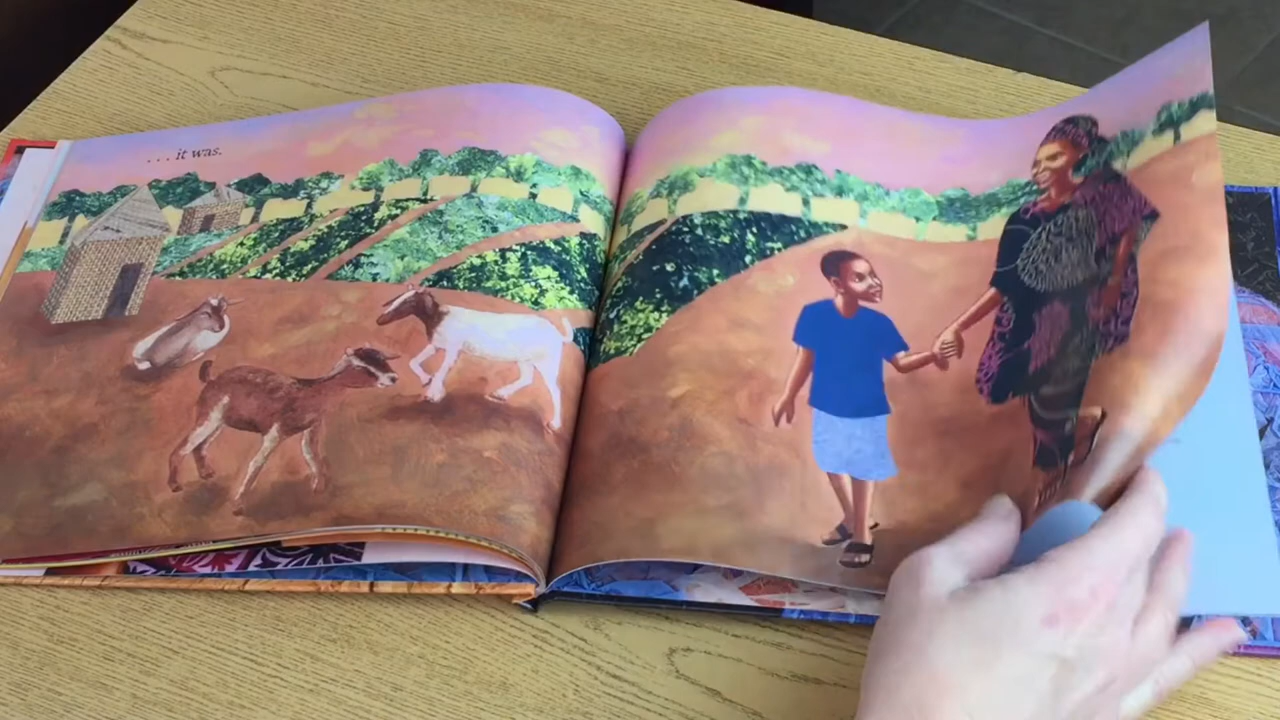 . . . it was.